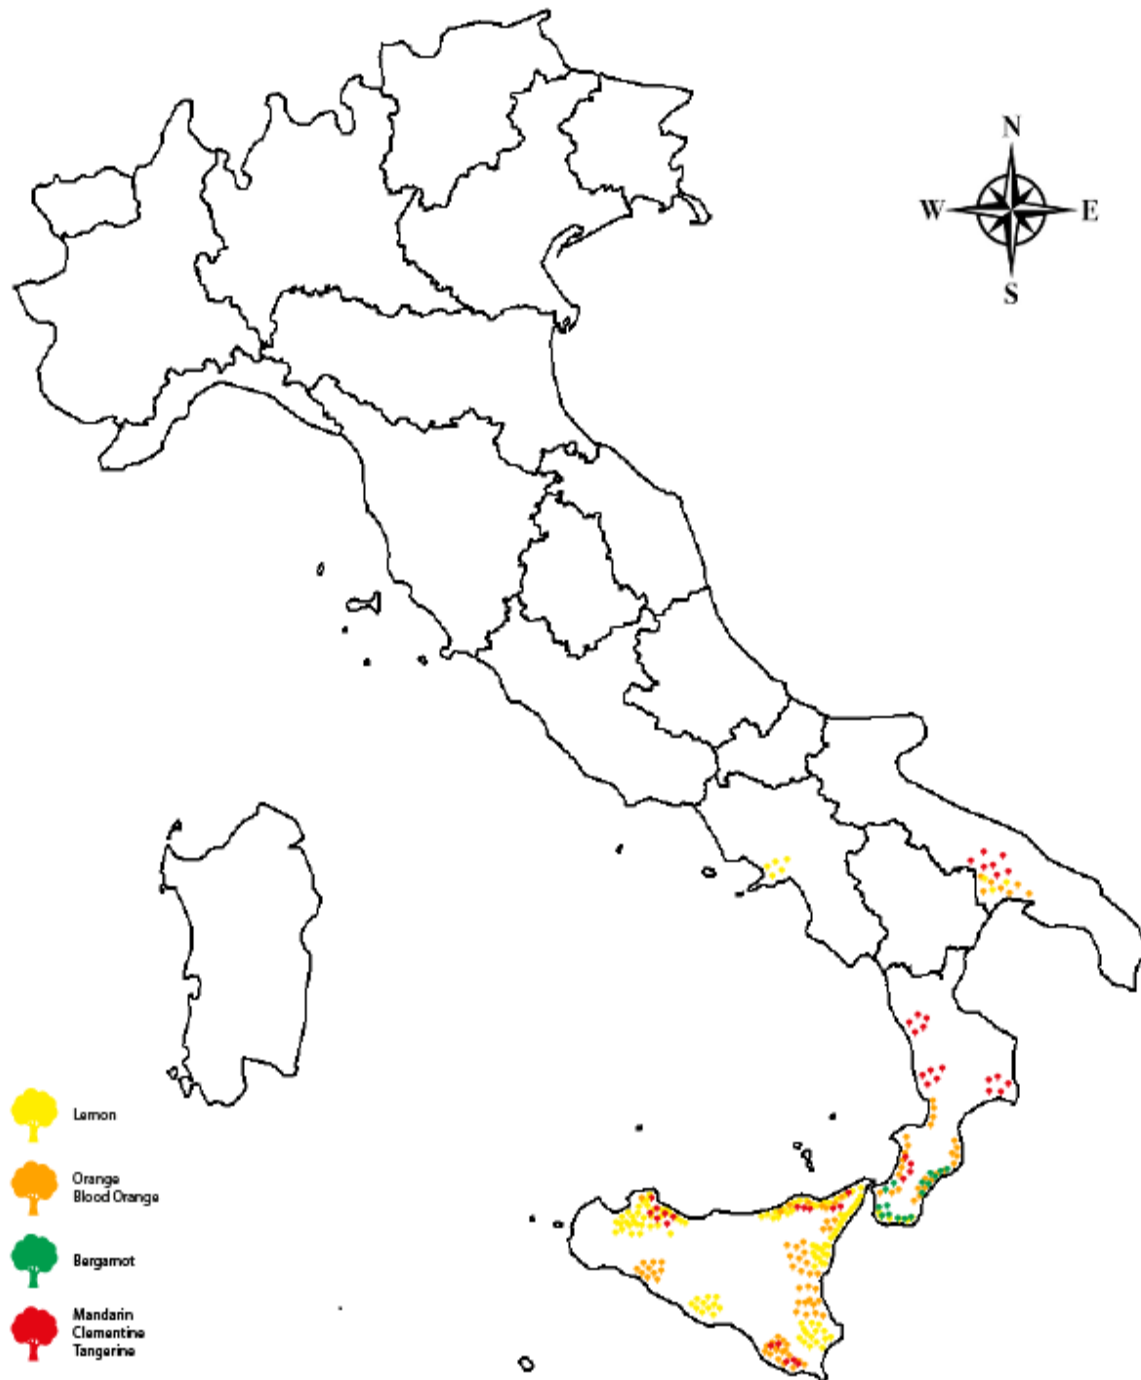 N
W E
S
Lemon
Orange
Blood Orange
Bergamot
Mandarin
Clementine
Tangerine